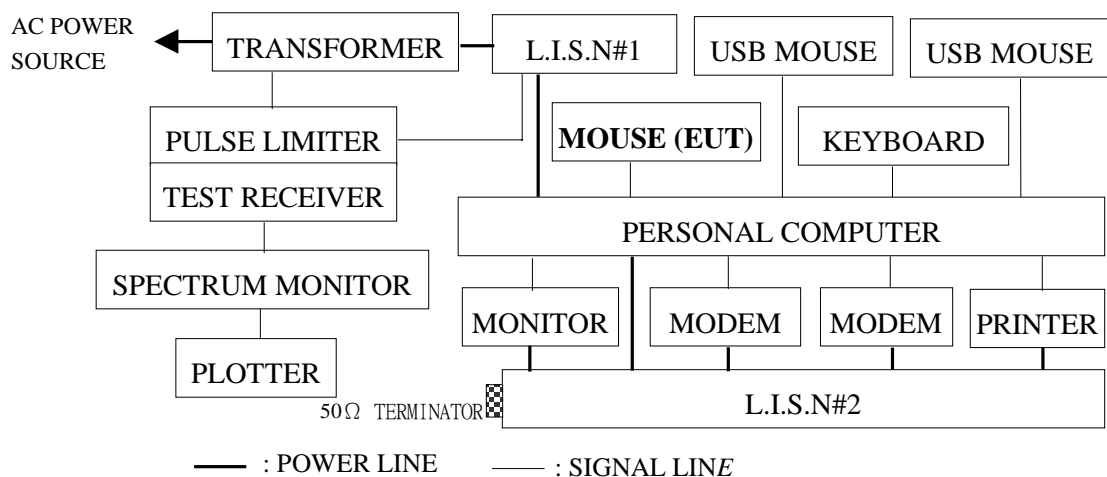 AC POWER
SOURCE
TRANSFORMER
L.I.S.N#1
USB MOUSE
USB MOUSE
PULSE LIMITER
MOUSE (EUT)
KEYBOARD
TEST RECEIVER
PERSONAL COMPUTER
SPECTRUM MONITOR
MONITOR
MODEM
MODEM
PRINTER
PLOTTER
50Ω TERMINATOR
L.I.S.N#2
: POWER LINE
: SIGNAL LINE